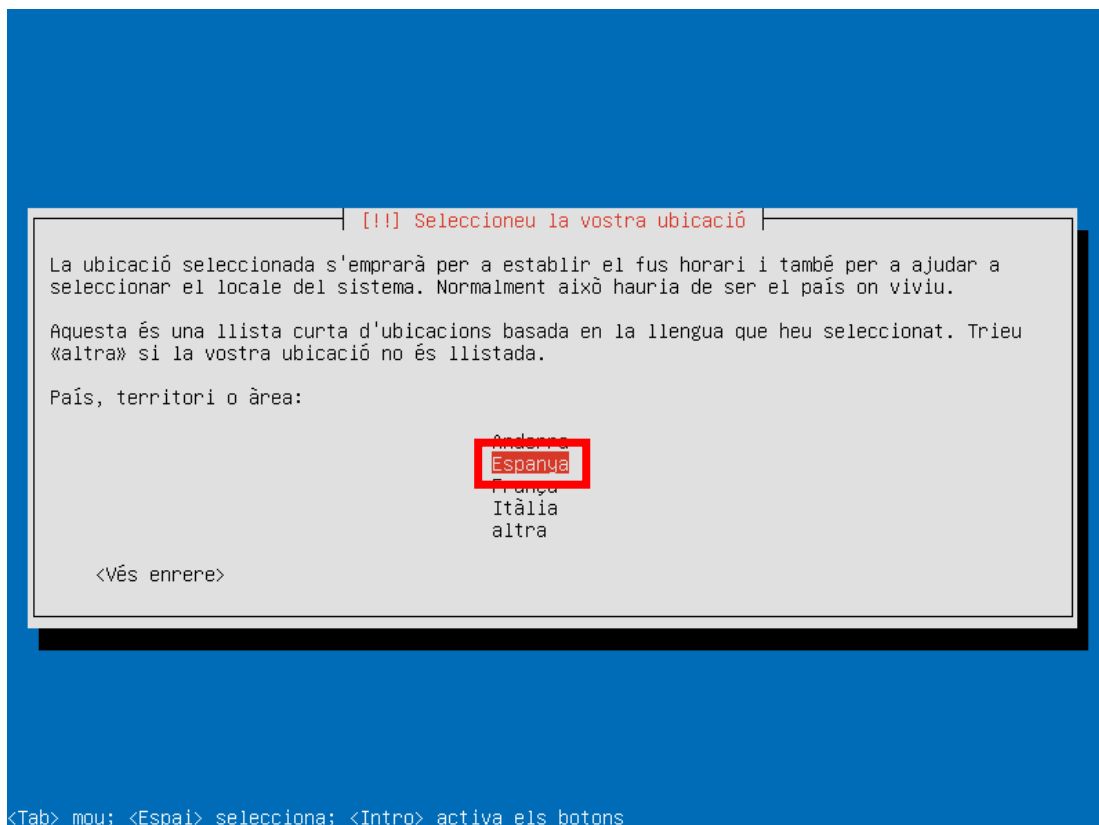 [!!] Seleccioneu la vostra ubicació
La ubicació seleccionada s'emprarà per a establir el fus horari i també per a ajudar a
seleccionar el locale del sistema. Normalment això hauria de ser el país on viviu.
Aquesta és una llista curta d'ubicacions basada en la llengua que heu seleccionat. Trieu
«altra» si la vostra ubicació no és llistada.
País, territori o àrea:
Andorra
Espanya
França
Itàlia
altra
<Vés enrere>
<Tab> mou; <Espai> selecciona; <Intro> activa els botons